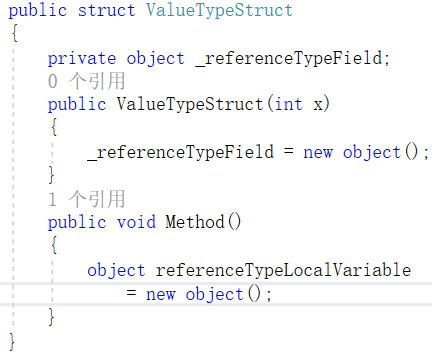 public struct ValueTypeStruct
{
    private object _referenceTypeField;
    0 个引用
    public ValueTypeStruct(int x)
    {
        _referenceTypeField = new object();
    }
    1 个引用
    public void Method()
    {
        object referenceTypeLocalVariable
            = new object();
    }
}